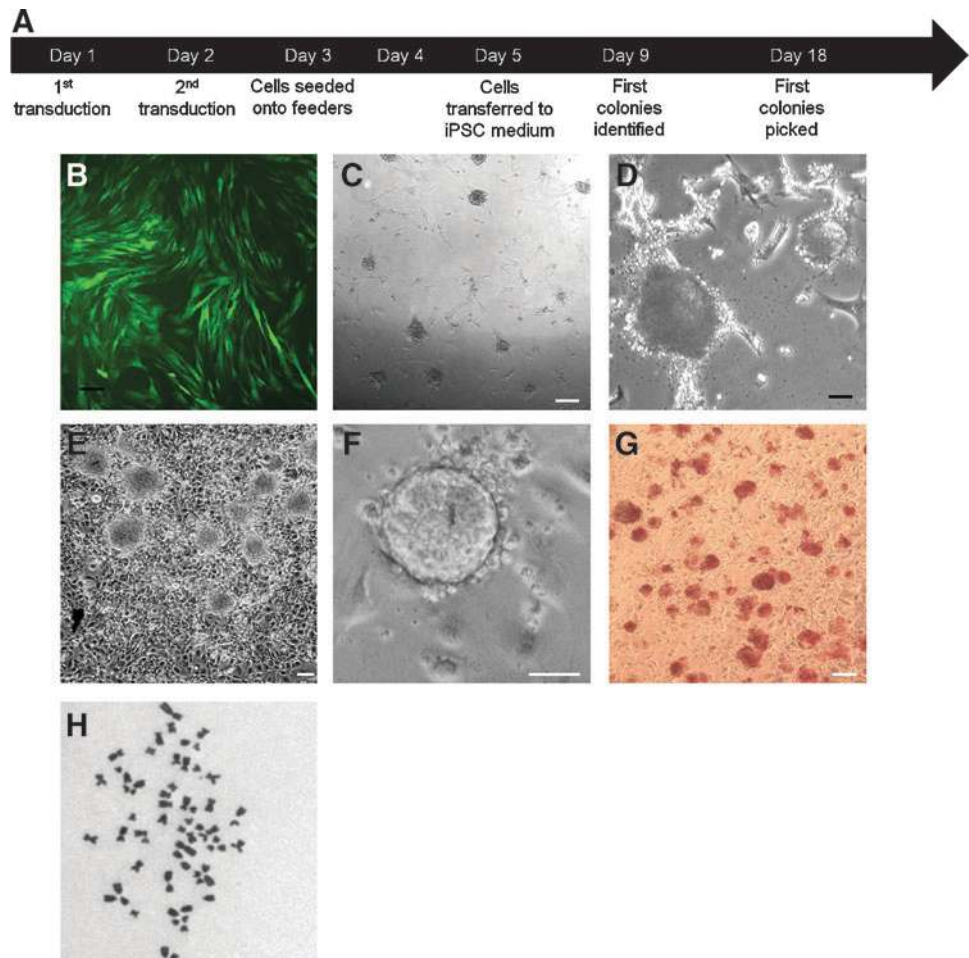 A
Day 1 Day 2 Day 3 Day 4 Day 5 Day 9 Day 18
1st transduction
2nd transduction
Cells seeded onto feeders
Cells transferred to iPSC medium
First colonies identified
First colonies picked
B
C
D
E
F
G
H